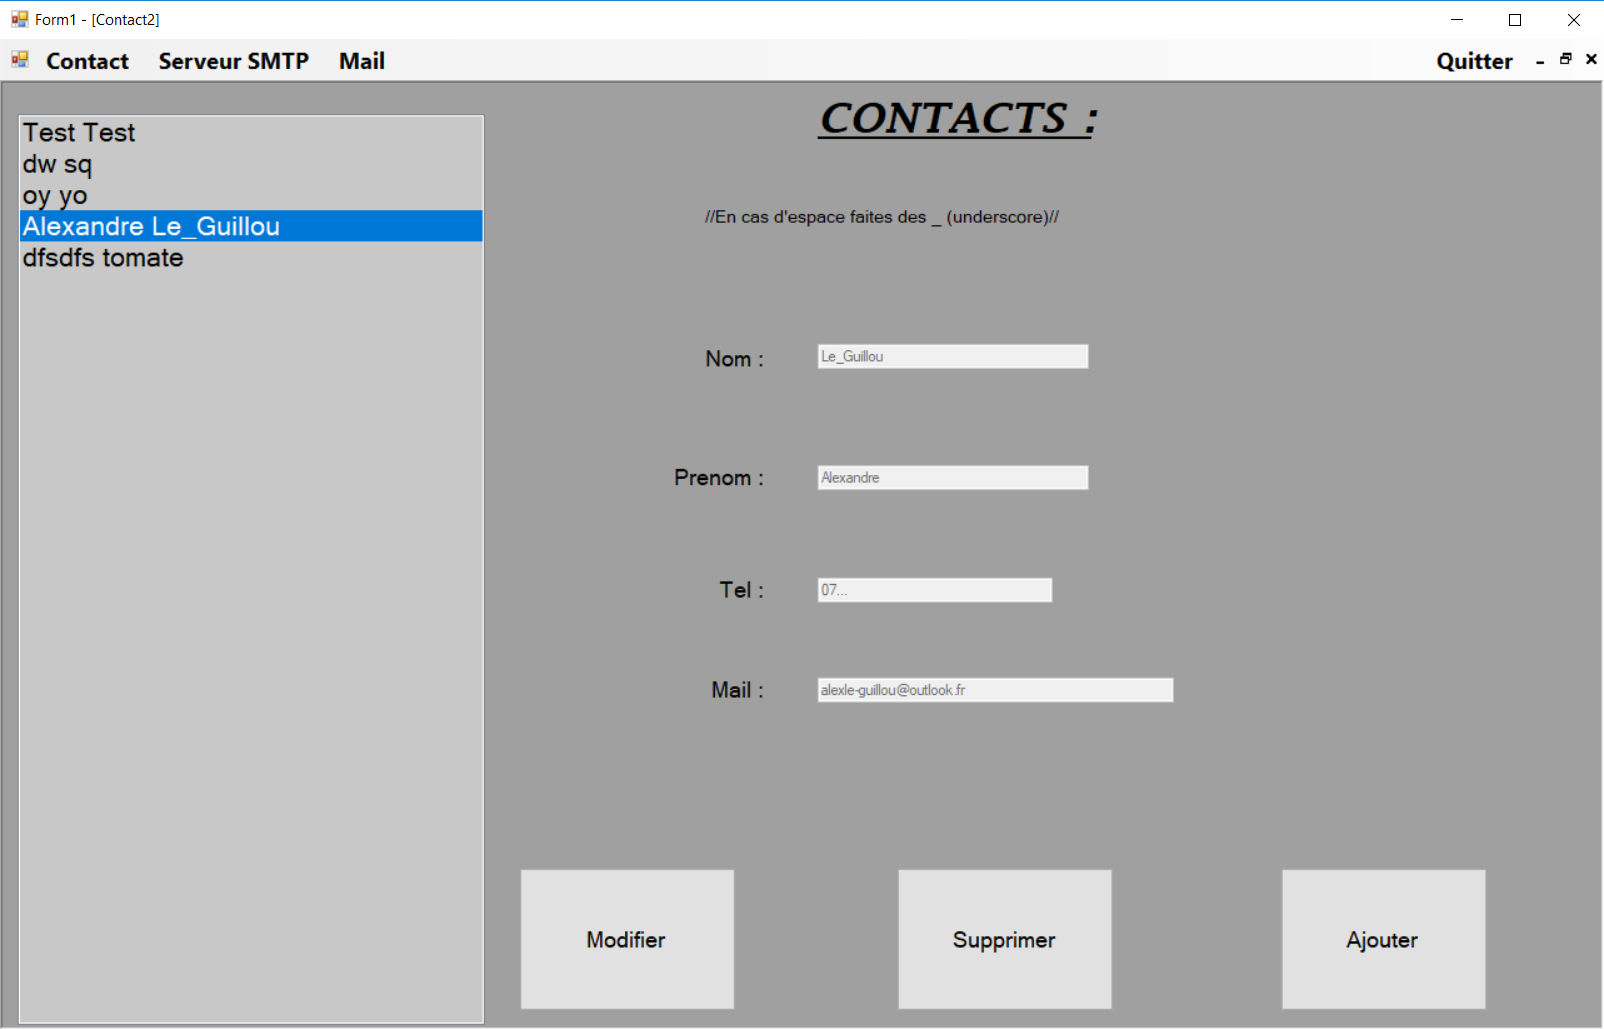 Form1 - [Contact2]
Contact Serveur SMTP Mail Quitter
CONTACTS :
Test Test
dw sq
oy yo
Alexandre Le_Guillou
dfsdfs tomate
//En cas d'espace faites des _ (underscore)//
Nom : Le_Guillou
Prenom : Alexandre
Tel : 07...
Mail : alexle-guillou@outlook.fr
Modifier Supprimer Ajouter